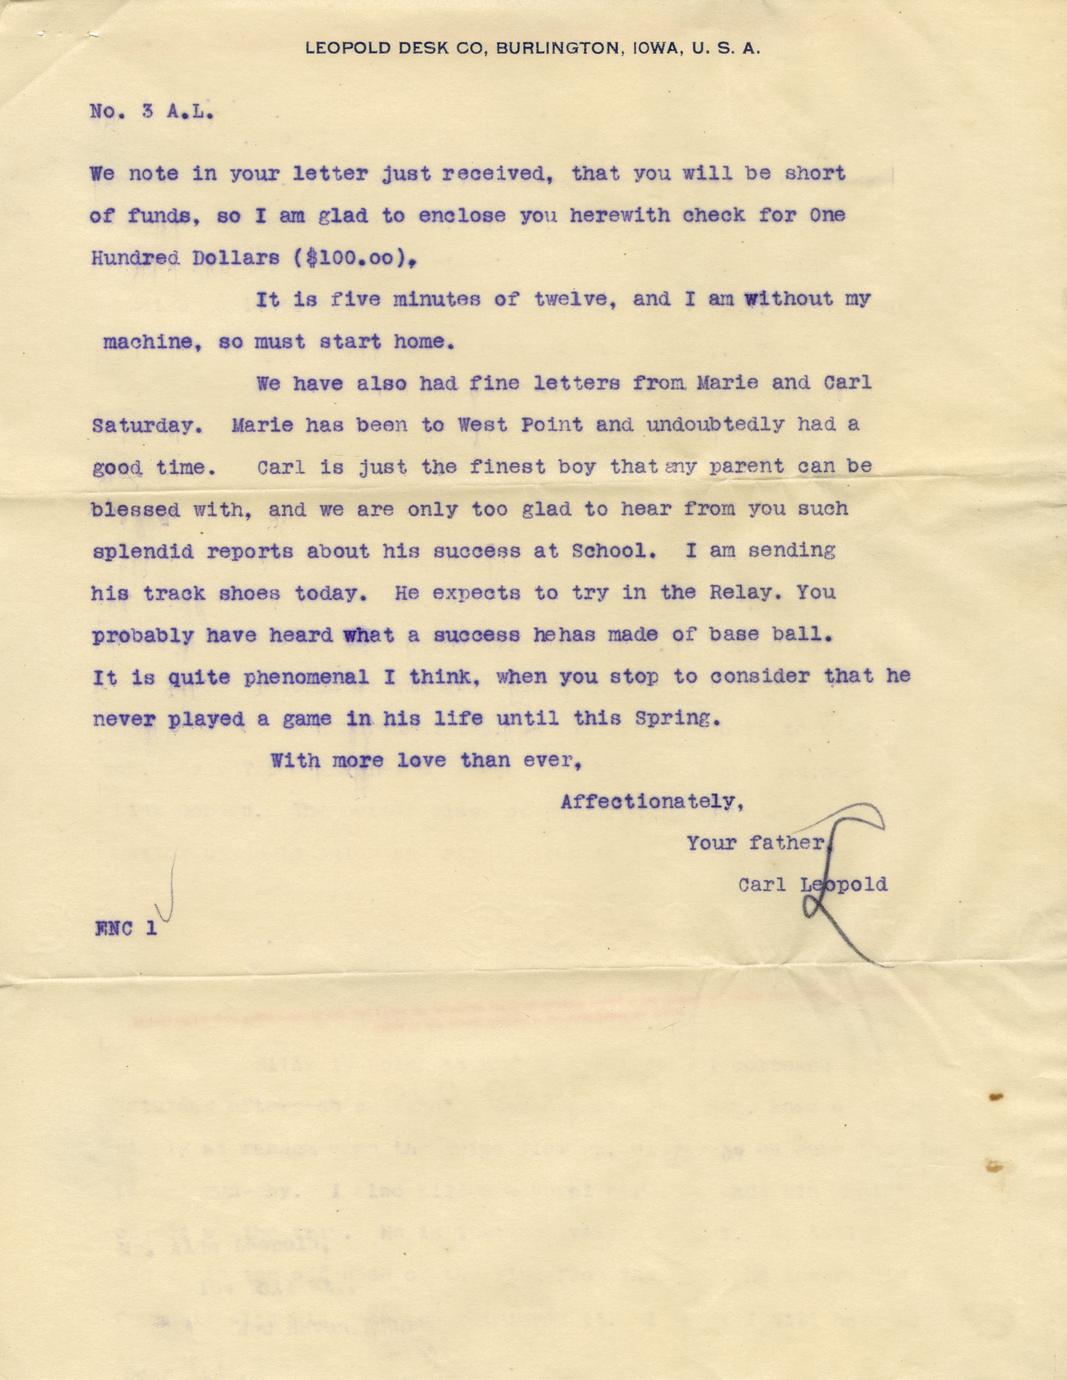 LEOPOLD DESK CO, BURLINGTON, IOWA, U. S. A.
No. 3 A.L.
We note in your letter just received, that you will be short
of funds, so I am glad to enclose you herewith check for One
Hundred Dollars ($100.oo),
It is five minutes of twelve, and I am without my
machine, so must start home.
We have also had fine letters from Marie and Carl
Saturday. Marie has been to West Point and undoubtedly had a
good time. Carl is just the finest boy that any parent can be
blessed with, and we are only too glad to hear from you such
splendid reports about his success at School. I am sending
his track shoes today. He expects to try in the Relay. You
probably have heard what a success hehas made of base ball.
It is quite phenomenal I think, when you stop to consider that he
never played a game in his life until this Spring.
With more love than ever,
Affectionately,
Your father,
Carl Leopold
ENC 1